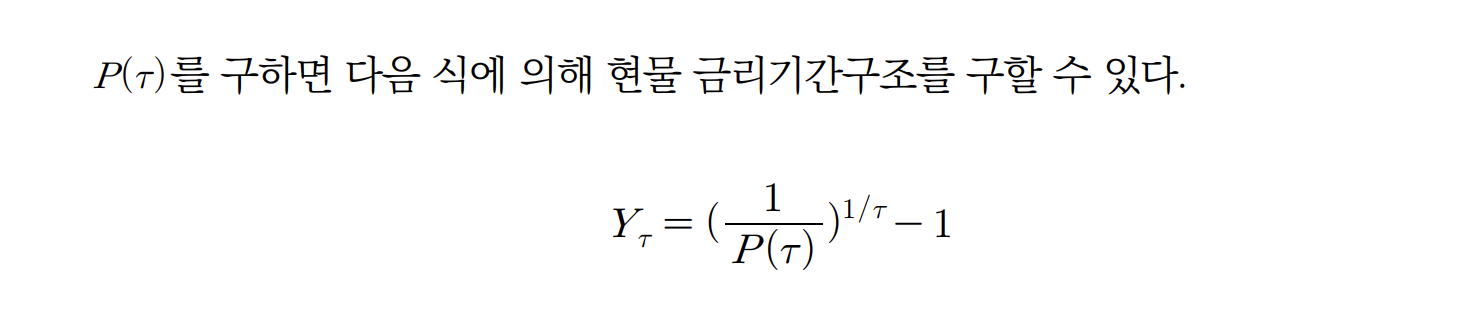 P(τ)를 구하면 다음 식에 의해 현물 금리기간구조를 구할 수 있다.
Y_τ = (\frac{1}{P(τ)})^{1/τ} − 1